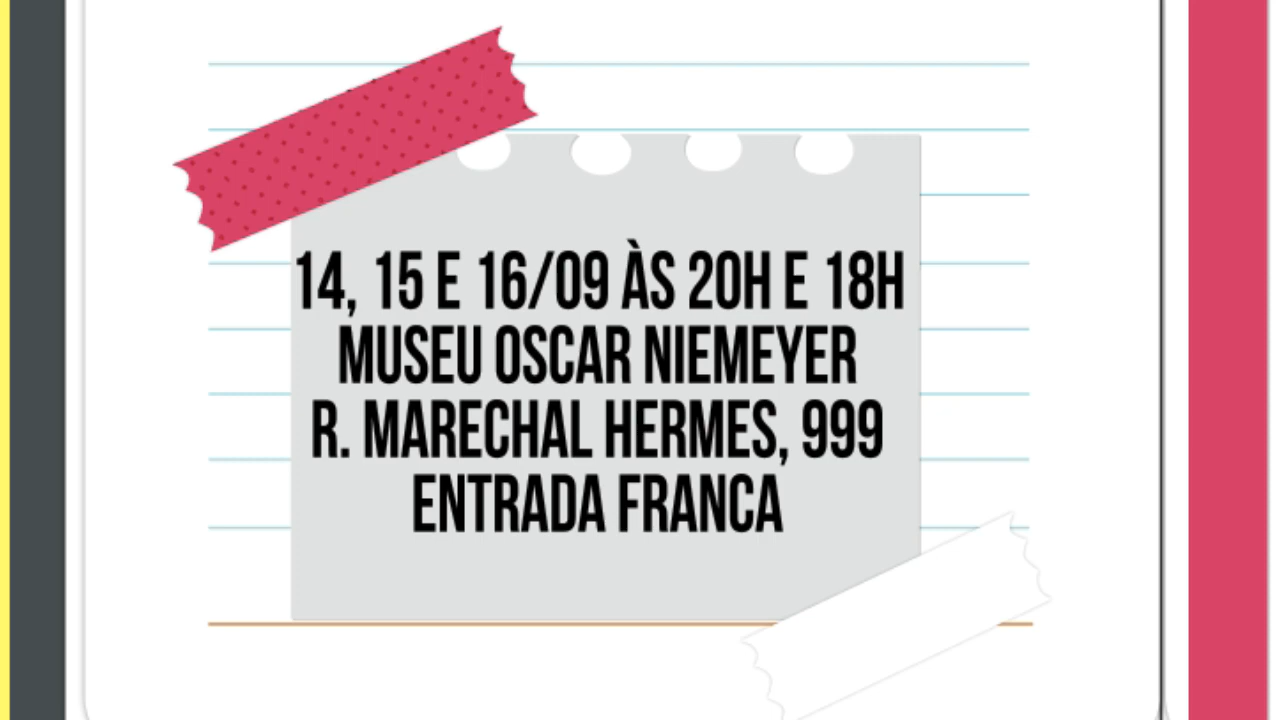 14, 15 E 16/09 ÀS 20H E 18H
MUSEU OSCAR NIEMEYER
R. MARECHAL HERMES, 999
ENTRADA FRANCA